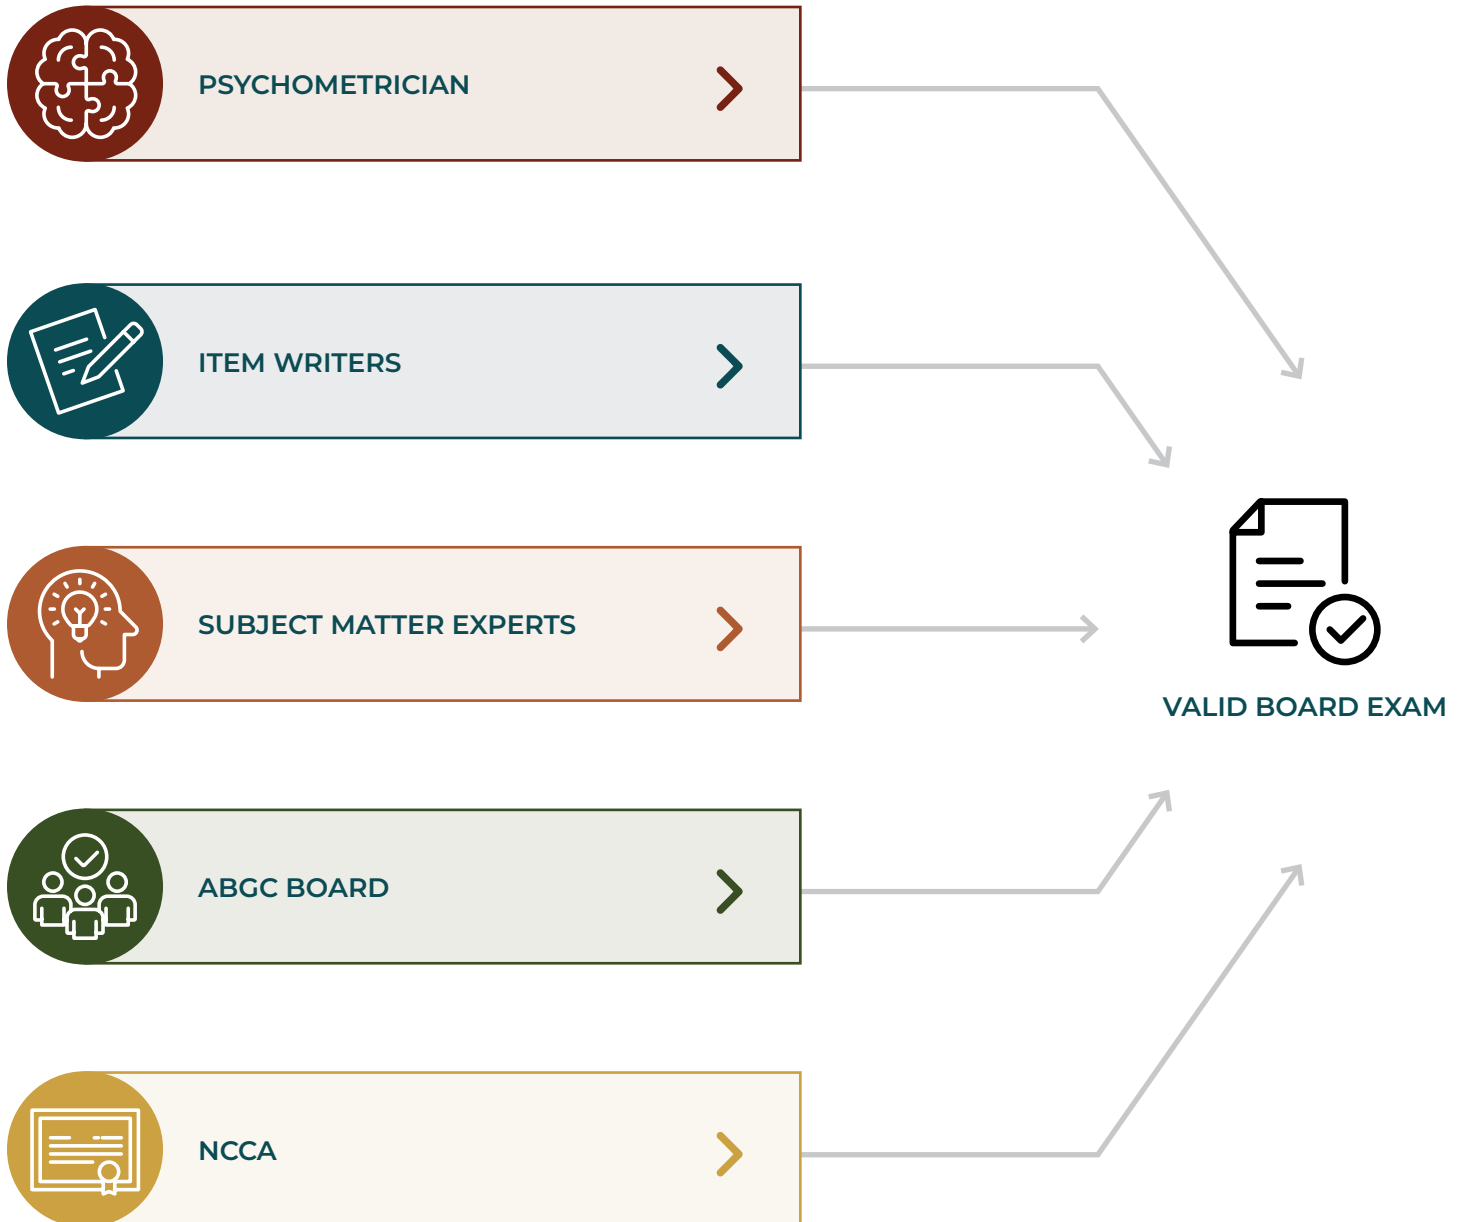 PSYCHOMETRICIAN
ITEM WRITERS
SUBJECT MATTER EXPERTS
VALID BOARD EXAM
ABGC BOARD
NCCA